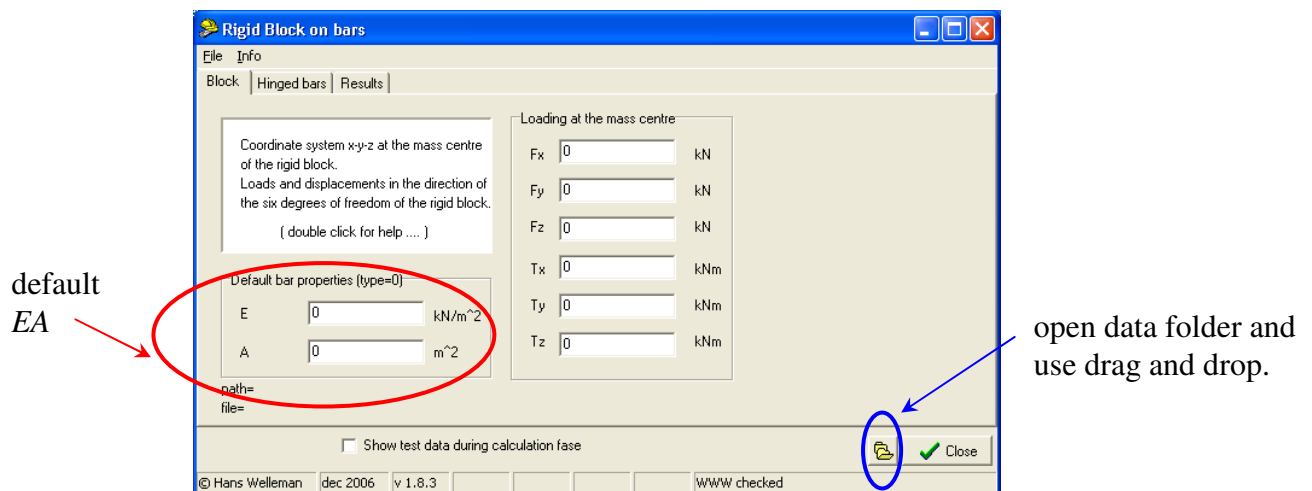 Rigid Block on bars
File Info
Block Hinged bars Results
Coordinate system x-y-z at the mass centre
of the rigid block.
Loads and displacements in the direction of
the six degrees of freedom of the rigid block.
( double click for help .... )
Default bar properties (type=0)
E 0 kN/m^2
A 0 m^2
path=
file=
Loading at the mass centre
Fx 0 kN
Fy 0 kN
Fz 0 kN
Tx 0 kNm
Ty 0 kNm
Tz 0 kNm
default
EA
open data folder and
use drag and drop.
Show test data during calculation fase
Close
© Hans Welleman dec 2006 v 1.8.3 WWW checked